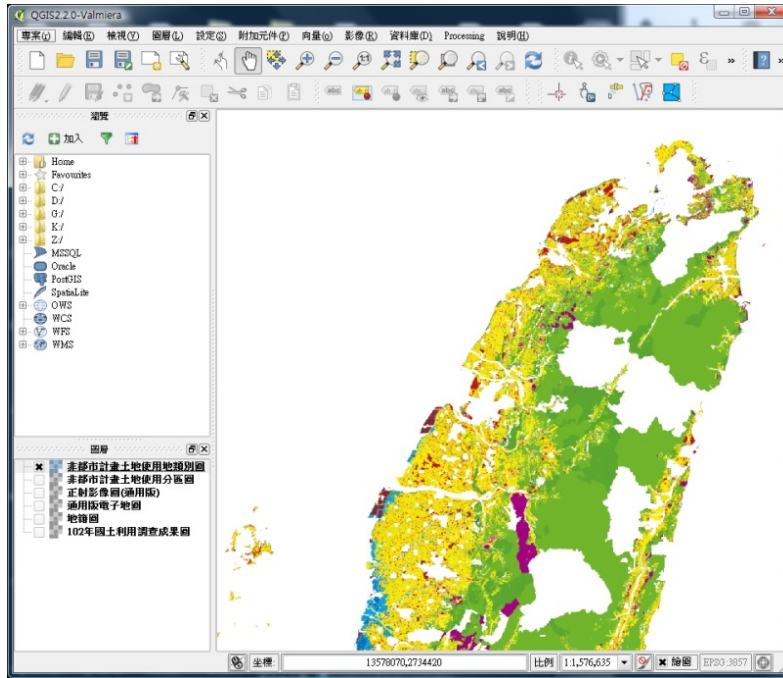 QGIS2.2.0-Valmiera
專案(y) 編輯(E) 檢視(V) 圖層(L) 設定(S) 附加元件(P) 向量(o) 影像(R) 資料庫(D) Processing 說明(H)
abc abc abc abc abc abc
瀏覽
加入
Home
Favourites
C:/
D:/
G:/
K:/
Z:/
MSSQL
Oracle
PostGIS
SpatiaLite
OWS
WCS
WFS
WMS
圖層
非都市計畫土地使用地類別圖
非都市計畫土地使用分區圖
正射影像圖(通用版)
通用版電子地圖
地籍圖
102年國土利用調查成果圖
坐標: 13578070,2734420 比例 1:1,576,635 繪圖 EPSG:3857